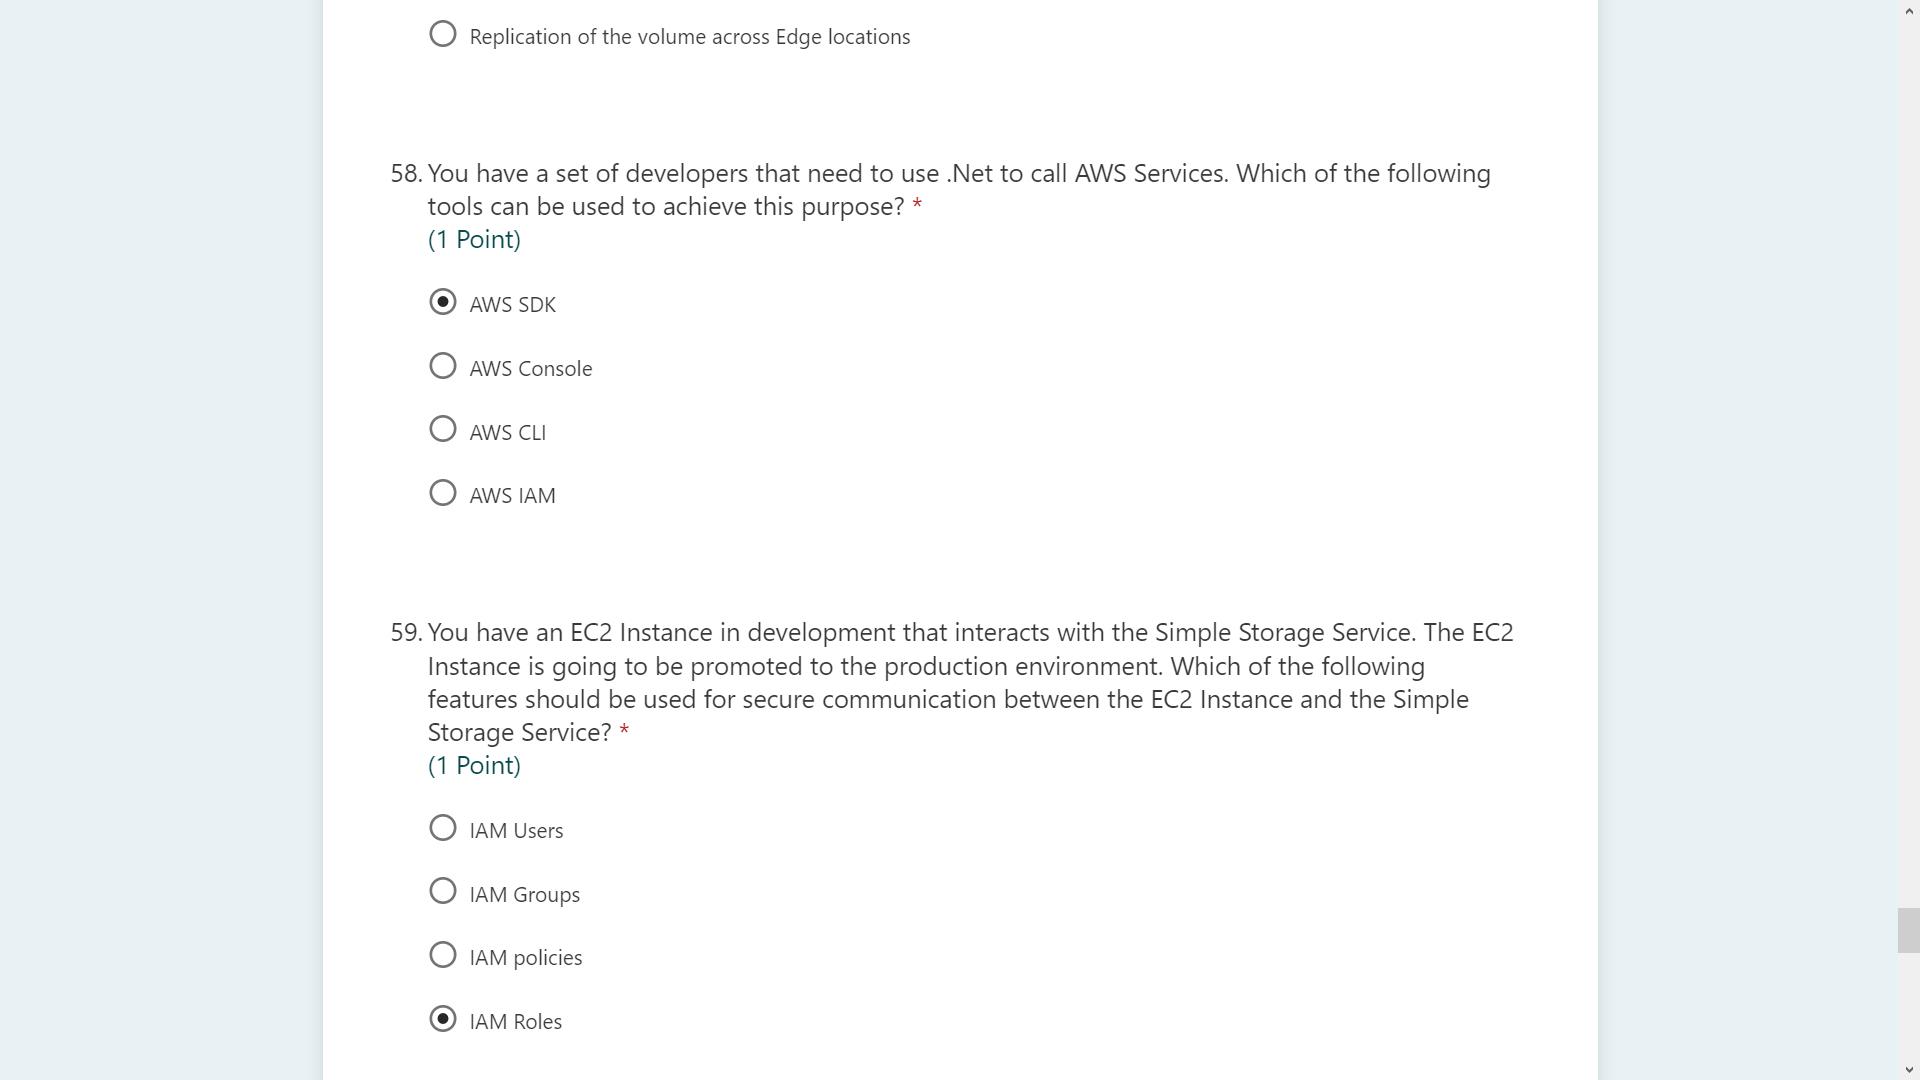 Replication of the volume across Edge locations
58. You have a set of developers that need to use .Net to call AWS Services. Which of the following
tools can be used to achieve this purpose? *
(1 Point)
AWS SDK
AWS Console
AWS CLI
AWS IAM
59. You have an EC2 Instance in development that interacts with the Simple Storage Service. The EC2
Instance is going to be promoted to the production environment. Which of the following
features should be used for secure communication between the EC2 Instance and the Simple
Storage Service? *
(1 Point)
IAM Users
IAM Groups
IAM policies
IAM Roles